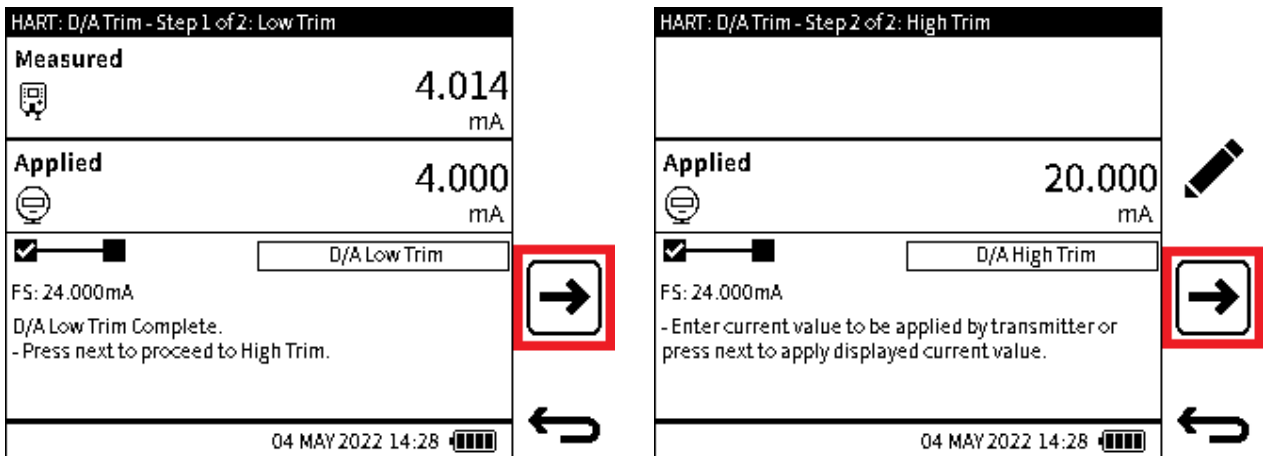 HART: D/A Trim - Step 1 of 2: Low Trim
Measured
4.014
mA
Applied
4.000
mA
D/A Low Trim
FS: 24.000mA
D/A Low Trim Complete.
- Press next to proceed to High Trim.
04 MAY 2022 14:28
HART: D/A Trim - Step 2 of 2: High Trim
Applied
20.000
mA
D/A High Trim
FS: 24.000mA
- Enter current value to be applied by transmitter or
press next to apply displayed current value.
04 MAY 2022 14:28